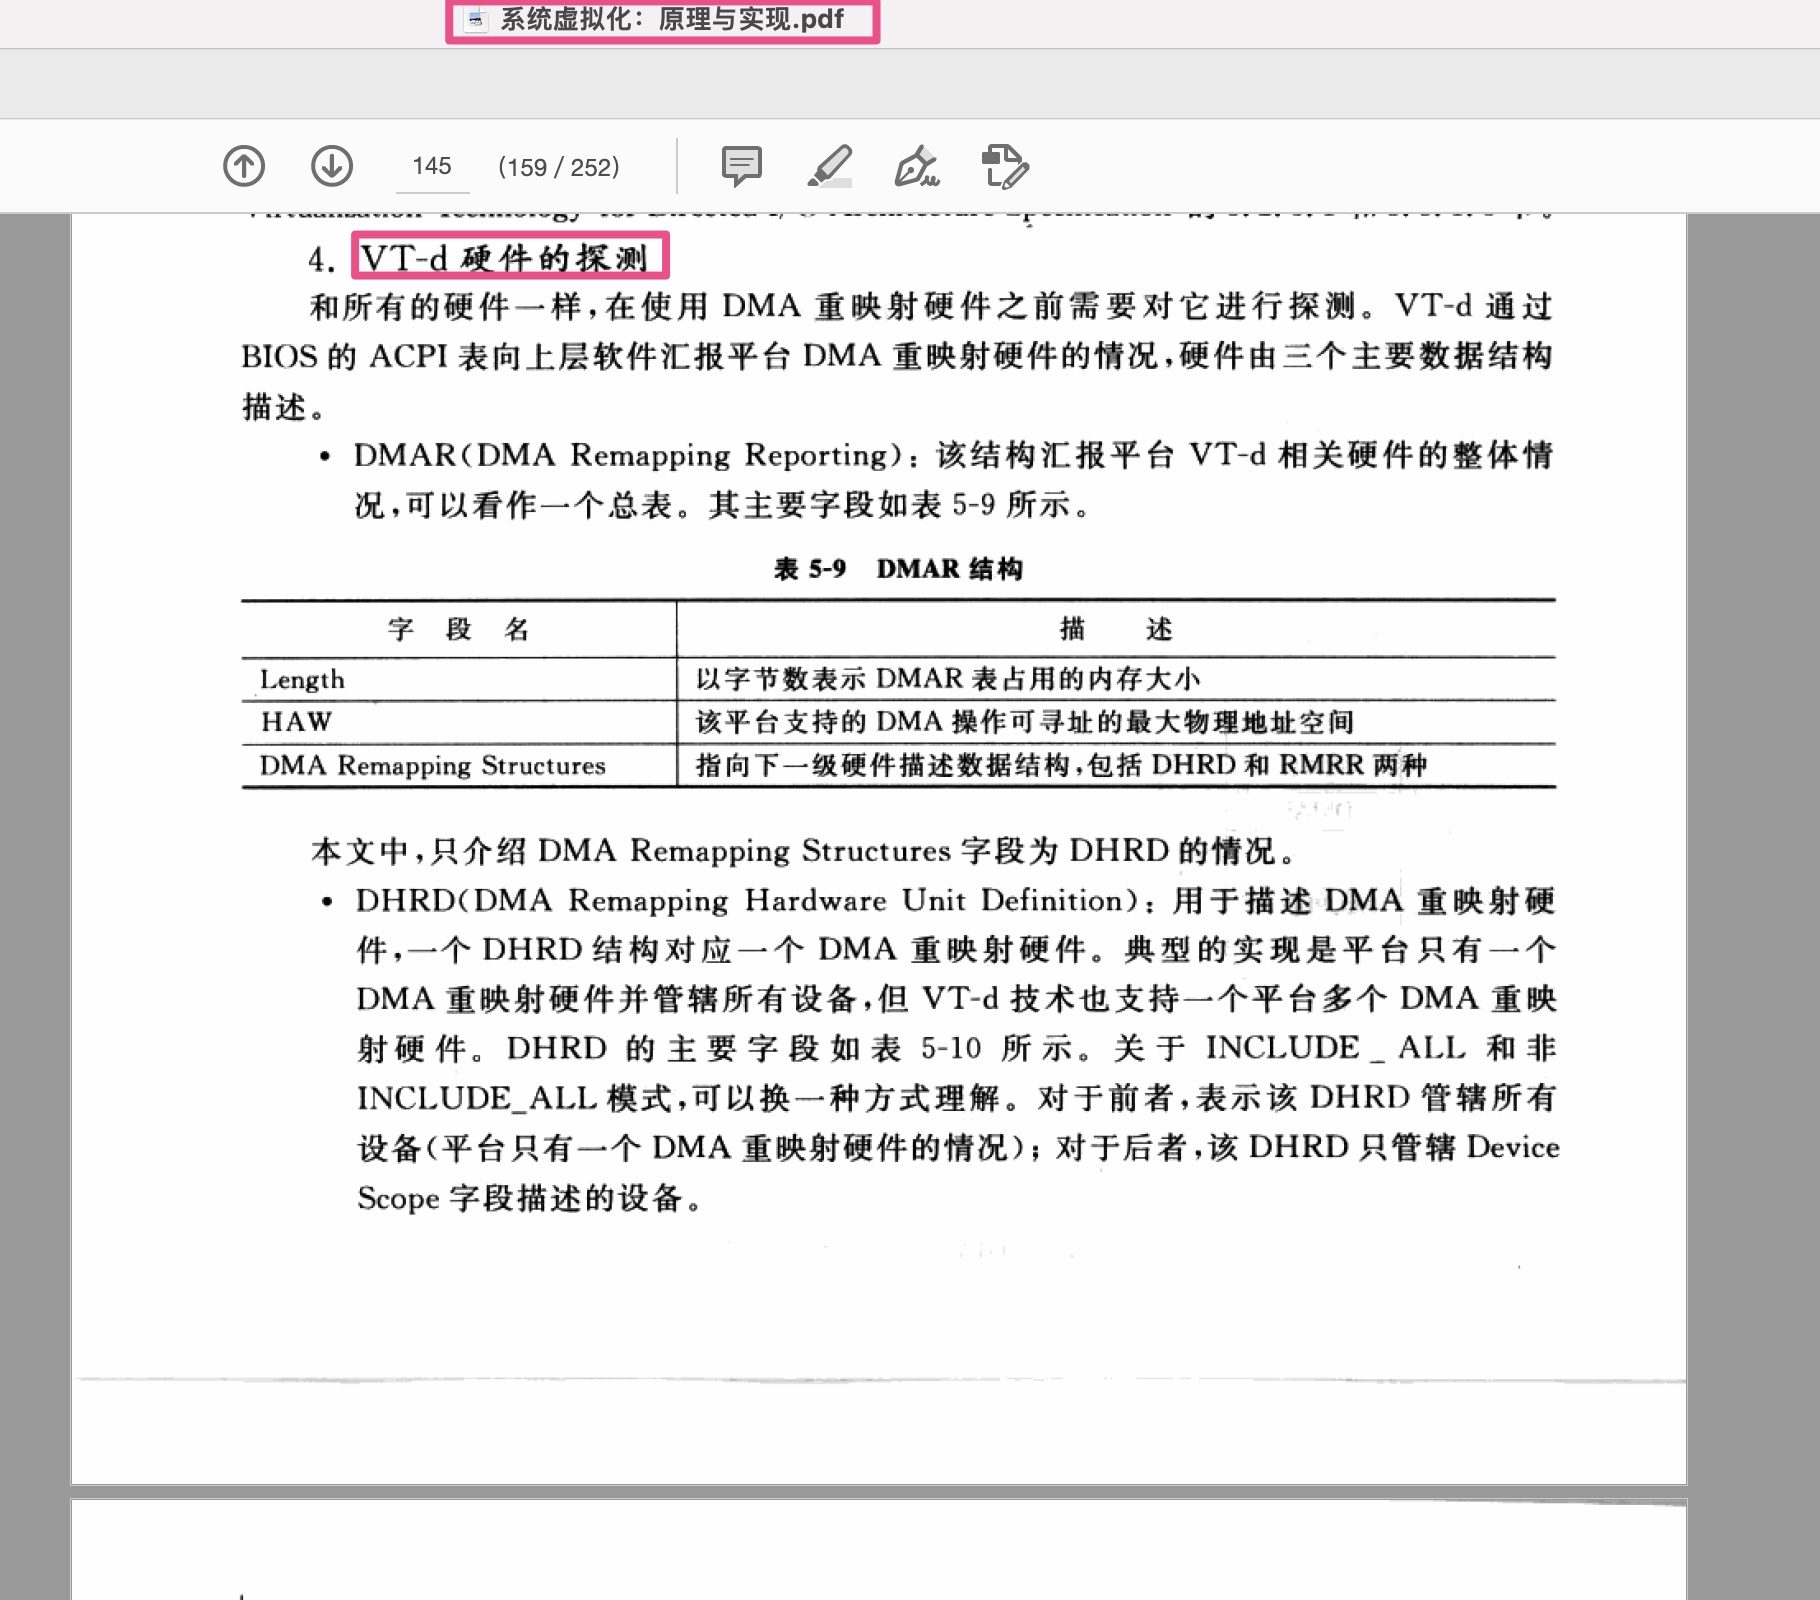 系统虚拟化：原理与实现.pdf
145 (159 / 252)
4. VT-d 硬件的探测
和所有的硬件一样,在使用 DMA 重映射硬件之前需要对它进行探测。VT-d 通过
BIOS 的 ACPI 表向上层软件汇报平台 DMA 重映射硬件的情况,硬件由三个主要数据结构
描述。
• DMAR(DMA Remapping Reporting)：该结构汇报平台 VT-d 相关硬件的整体情
况,可以看作一个总表。其主要字段如表 5-9 所示。
表 5-9 DMAR 结构
字 段 名 描 述
Length 以字节数表示 DMAR 表占用的内存大小
HAW 该平台支持的 DMA 操作可寻址的最大物理地址空间
DMA Remapping Structures 指向下一级硬件描述数据结构,包括 DHRD 和 RMRR 两种
本文中,只介绍 DMA Remapping Structures 字段为 DHRD 的情况。
• DHRD(DMA Remapping Hardware Unit Definition)：用于描述 DMA 重映射硬
件,一个 DHRD 结构对应一个 DMA 重映射硬件。典型的实现是平台只有一个
DMA 重映射硬件并管辖所有设备,但 VT-d 技术也支持一个平台多个 DMA 重映
射硬件。DHRD 的主要字段如表 5-10 所示。关于 INCLUDE_ALL 和非
INCLUDE_ALL 模式,可以换一种方式理解。对于前者,表示该 DHRD 管辖所有
设备(平台只有一个 DMA 重映射硬件的情况)；对于后者,该 DHRD 只管辖 Device
Scope 字段描述的设备。